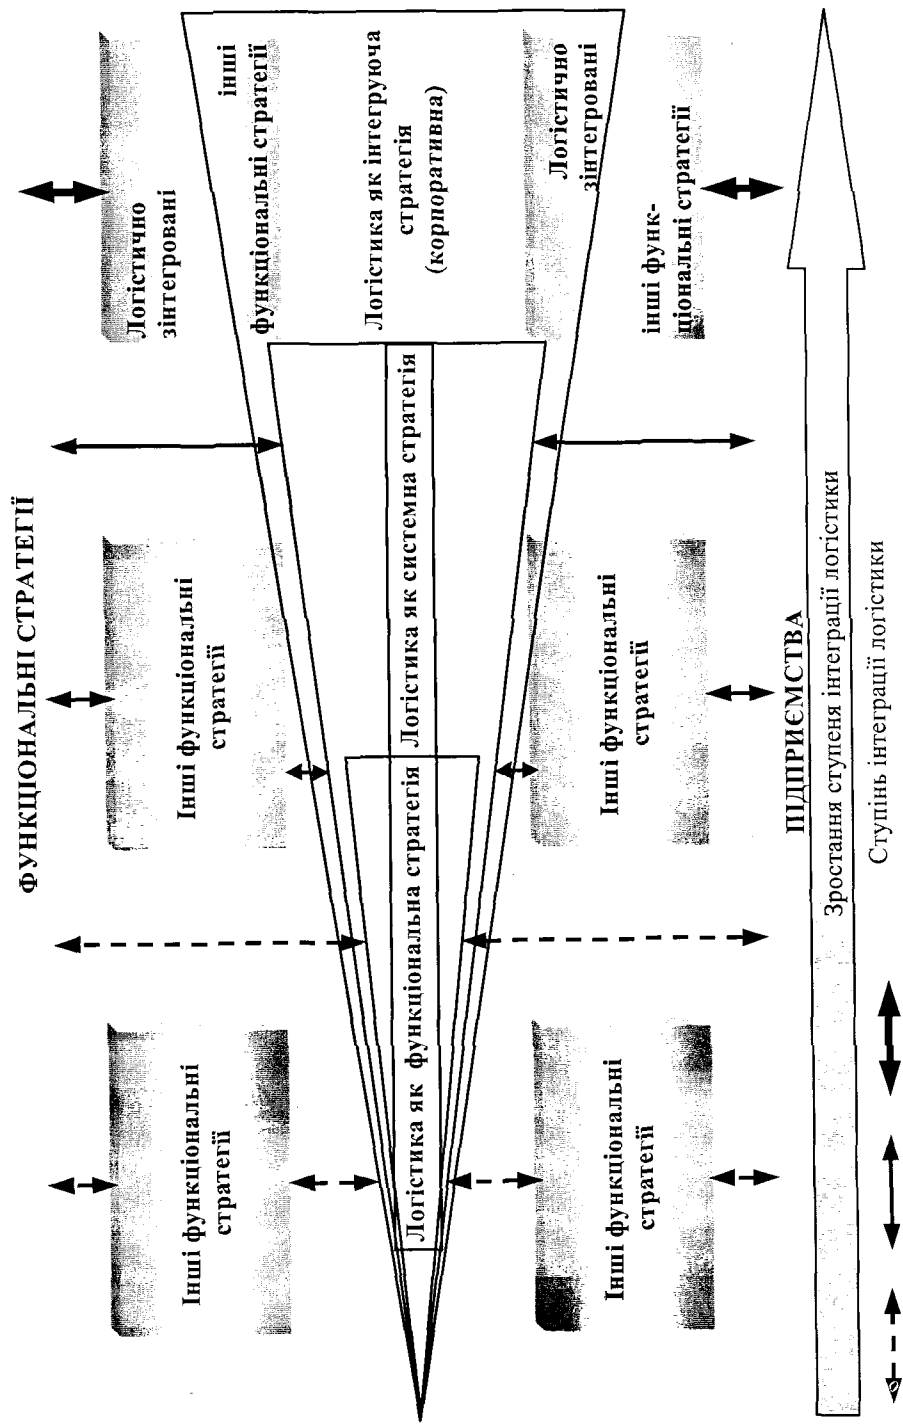 ФУНКЦІОНАЛЬНІ СТРАТЕГІЇ
Інші функціональні
стратегії
Інші функціональні
стратегії
Логістично
зінтегровані
інші
функціональні стратегії
Логістика як функціональна стратегія
Логістика як системна стратегія
Логістика як інтегруюча
стратегія
(корпоративна)
Інші функціональні
стратегії
Інші функціональні
стратегії
Логістично
зінтегровані
інші функ-
ціональні стратегії
ПІДПРИЄМСТВА
Зростання ступеня інтеграції логістики
Ступінь інтеграції логістики